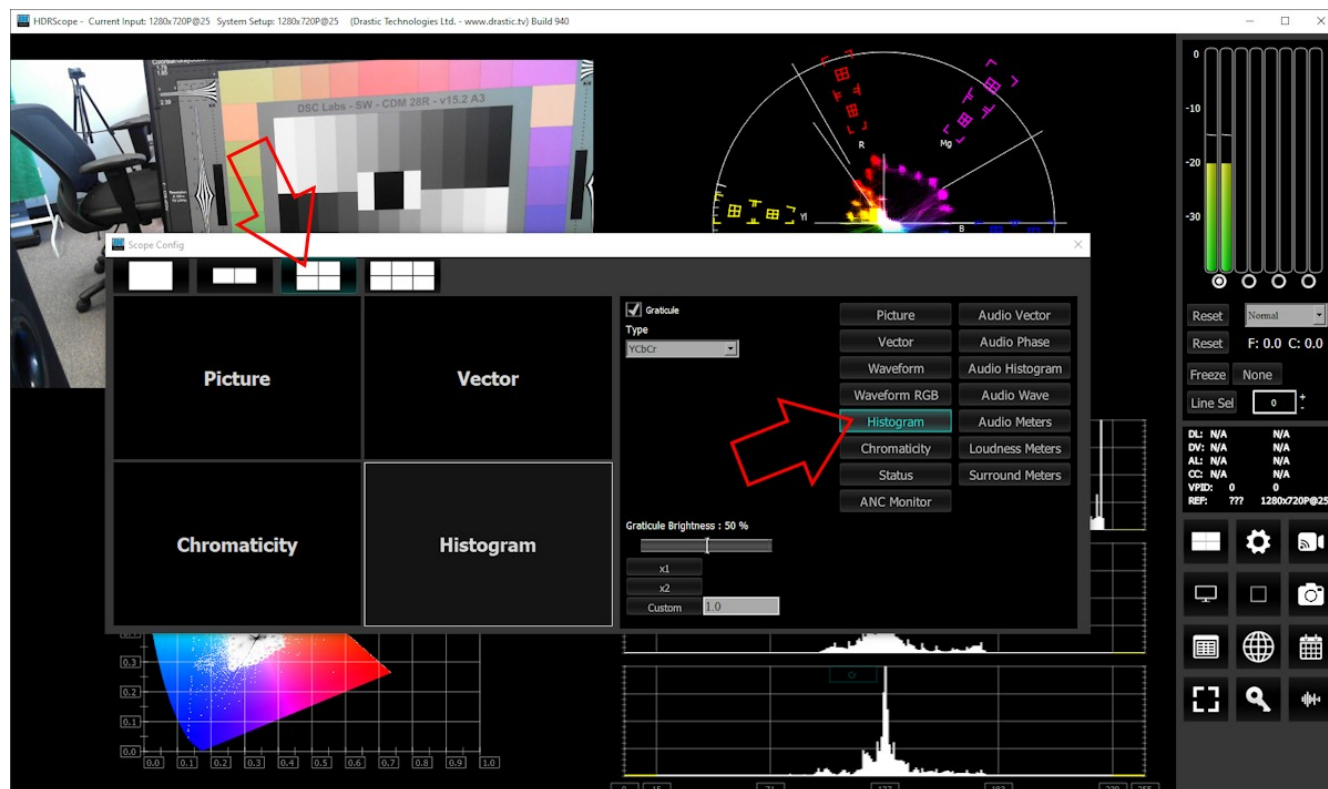 HDRScope - Current Input: 1280x720P@25 System Setup: 1280x720P@25 (Drastic Technologies Ltd. - www.drastic.tv) Build 940
DSC Labs - SW - CDM 28R - v15.2 A3
R
Mg
Yl
B
0
-10
-20
-30
Scope Config
Picture
Vector
Chromaticity
Histogram
Graticule
Type
YCbCr
Graticule Brightness : 50 %
x1
x2
Custom 1.0
Picture Audio Vector
Vector Audio Phase
Waveform Audio Histogram
Waveform RGB Audio Wave
Histogram Audio Meters
Chromaticity Loudness Meters
Status Surround Meters
ANC Monitor
Reset Normal
Reset F: 0.0 C: 0.0
Freeze None
Line Sel 0 + -
DL: N/A N/A
DV: N/A N/A
AL: N/A N/A
CC: N/A N/A
VPID: 0 0
REF: ??? 1280x720P@25
0.3
0.2
0.1
0.0
0.0 0.1 0.2 0.3 0.4 0.5 0.6 0.7 0.8 0.9 1.0
Cr